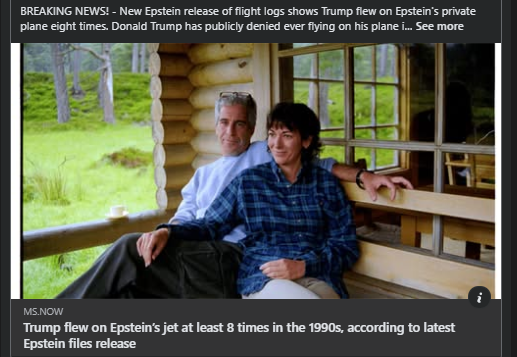 BREAKING NEWS! - New Epstein release of flight logs shows Trump flew on Epstein's private
plane eight times. Donald Trump has publicly denied ever flying on his plane i... See more
i
MS.NOW
Trump flew on Epstein's jet at least 8 times in the 1990s, according to latest
Epstein files release